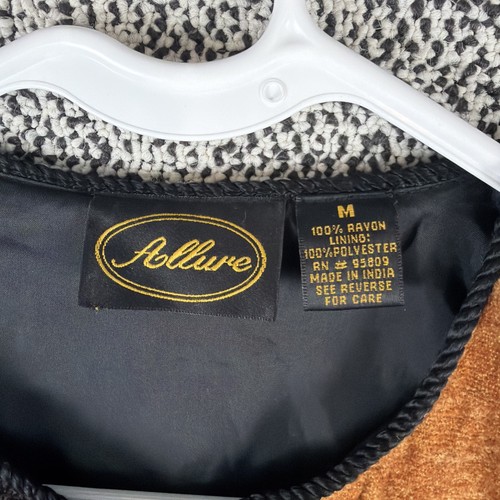 Allure
M
100% RAYON
LINING:
100%POLYESTER
RN # 95809
MADE IN INDIA
SEE REVERSE
FOR CARE